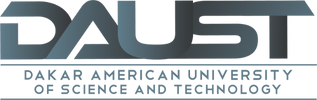 DAUST
DAKAR AMERICAN UNIVERSITY
OF SCIENCE AND TECHNOLOGY